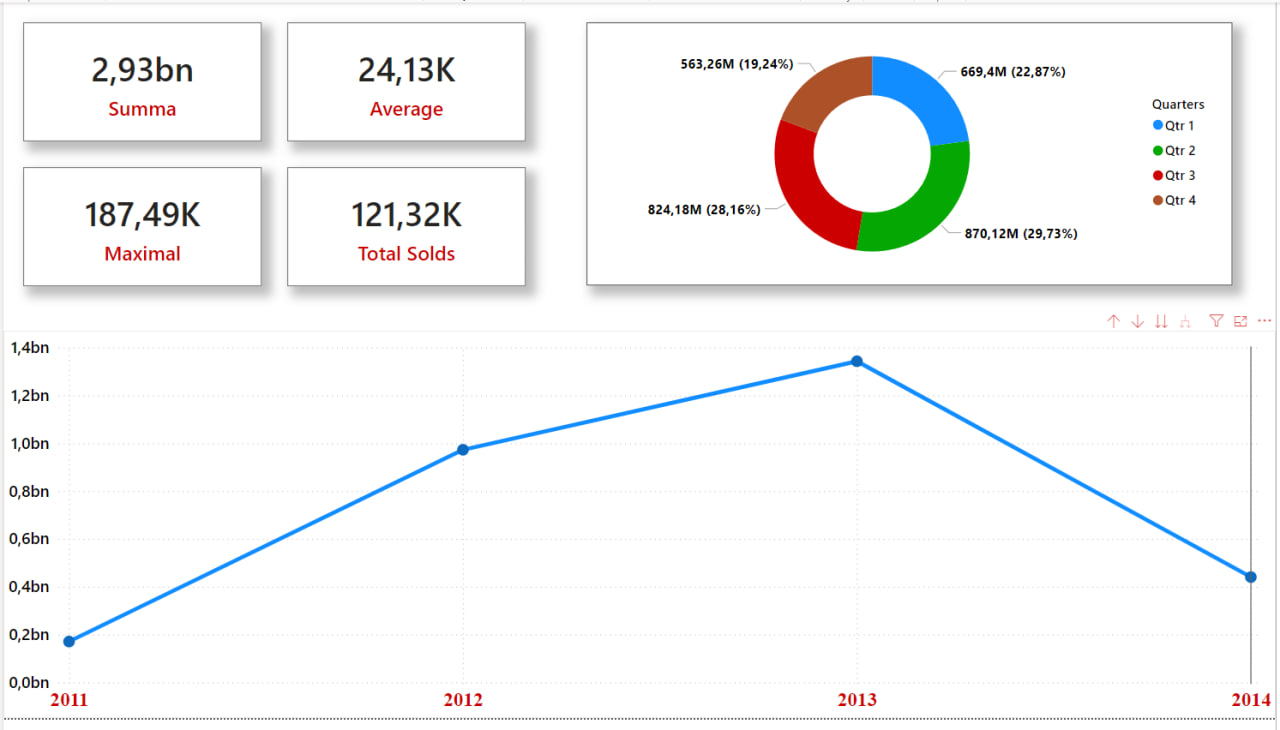 2,93bn
Summa
24,13K
Average
187,49K
Maximal
121,32K
Total Solds
563,26M (19,24%)
669,4M (22,87%)
824,18M (28,16%)
870,12M (29,73%)
Quarters
Qtr 1
Qtr 2
Qtr 3
Qtr 4
1,4bn
1,2bn
1,0bn
0,8bn
0,6bn
0,4bn
0,2bn
0,0bn
2011 2012 2013 2014